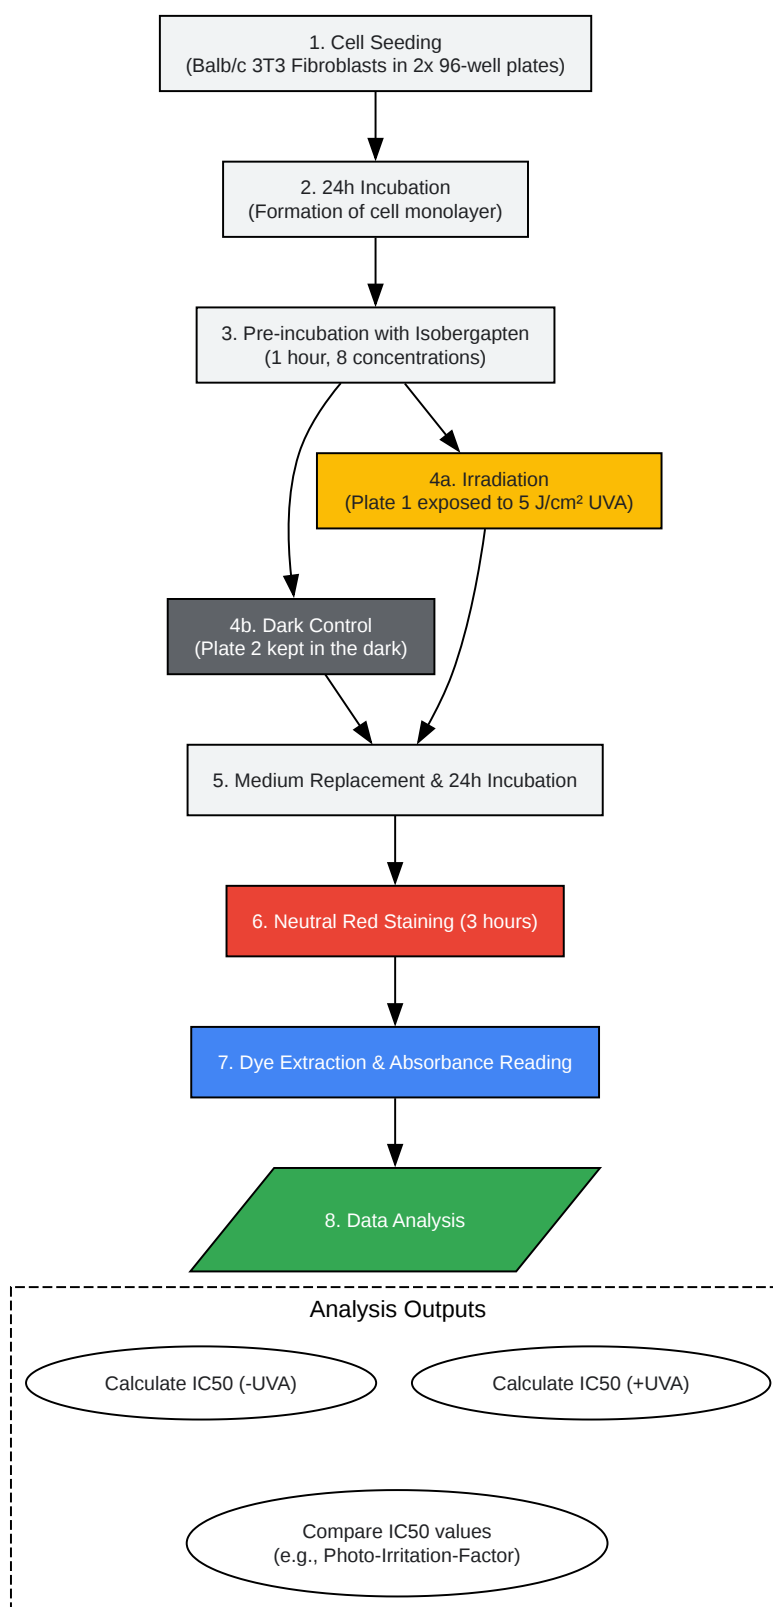 1. Cell Seeding
(Balb/c 3T3 Fibroblasts in 2x 96-well plates)
2. 24h Incubation
(Formation of cell monolayer)
3. Pre-incubation with Isobergapten
(1 hour, 8 concentrations)
4a. Irradiation
(Plate 1 exposed to 5 J/cm² UVA)
4b. Dark Control
(Plate 2 kept in the dark)
5. Medium Replacement & 24h Incubation
6. Neutral Red Staining (3 hours)
7. Dye Extraction & Absorbance Reading
8. Data Analysis
Analysis Outputs
Calculate IC50 (-UVA)
Calculate IC50 (+UVA)
Compare IC50 values
(e.g., Photo-Irritation-Factor)